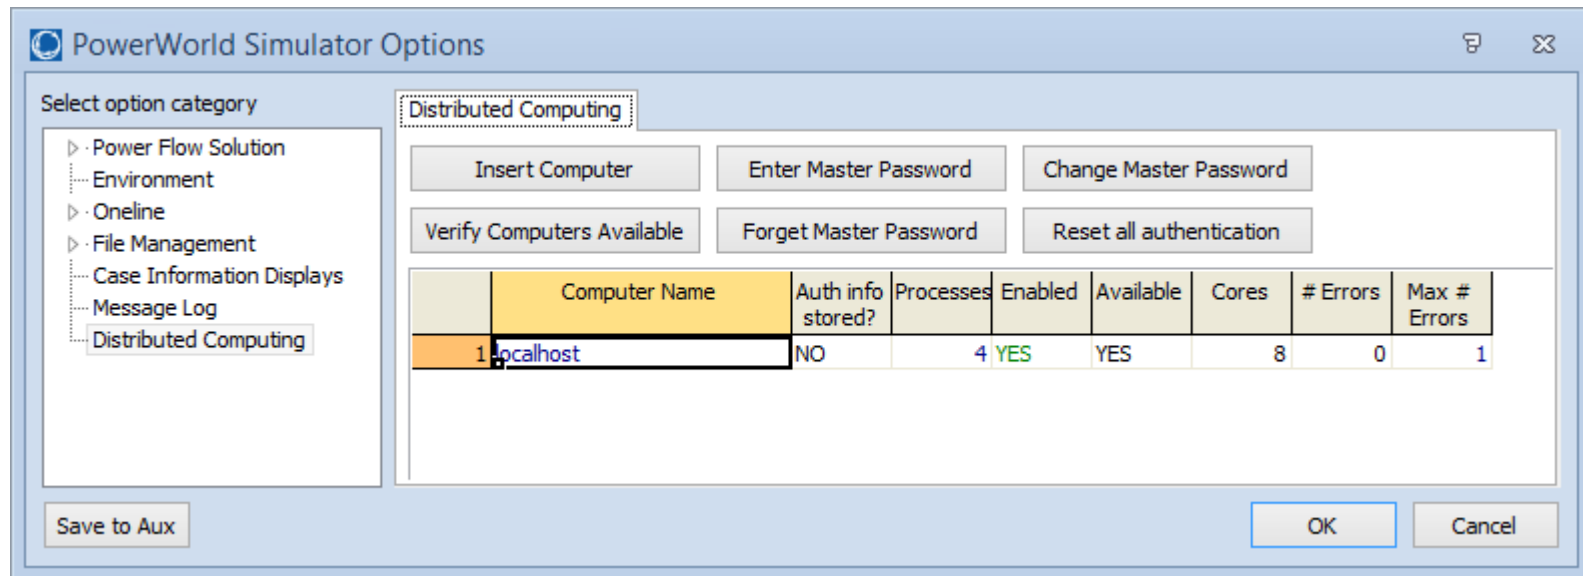 PowerWorld Simulator Options
Select option category
Power Flow Solution
Environment
Oneline
File Management
Case Information Displays
Message Log
Distributed Computing
Distributed Computing
Insert Computer Enter Master Password Change Master Password
Verify Computers Available Forget Master Password Reset all authentication
Computer Name Auth info stored? Processes Enabled Available Cores # Errors Max # Errors
1 localhost NO 4 YES YES 8 0 1
Save to Aux OK Cancel